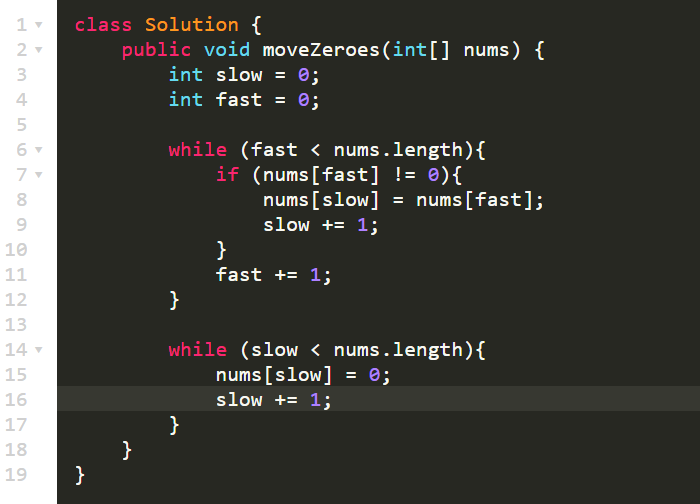 1 class Solution {
2     public void moveZeroes(int[] nums) {
3         int slow = 0;
4         int fast = 0;
5
6         while (fast < nums.length){
7             if (nums[fast] != 0){
8                 nums[slow] = nums[fast];
9                 slow += 1;
10             }
11             fast += 1;
12         }
13
14         while (slow < nums.length){
15             nums[slow] = 0;
16             slow += 1;
17         }
18     }
19 }